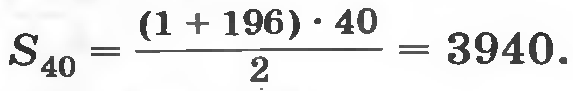 S₄₀ = (1 + 196) · 40 / 2 = 3940.